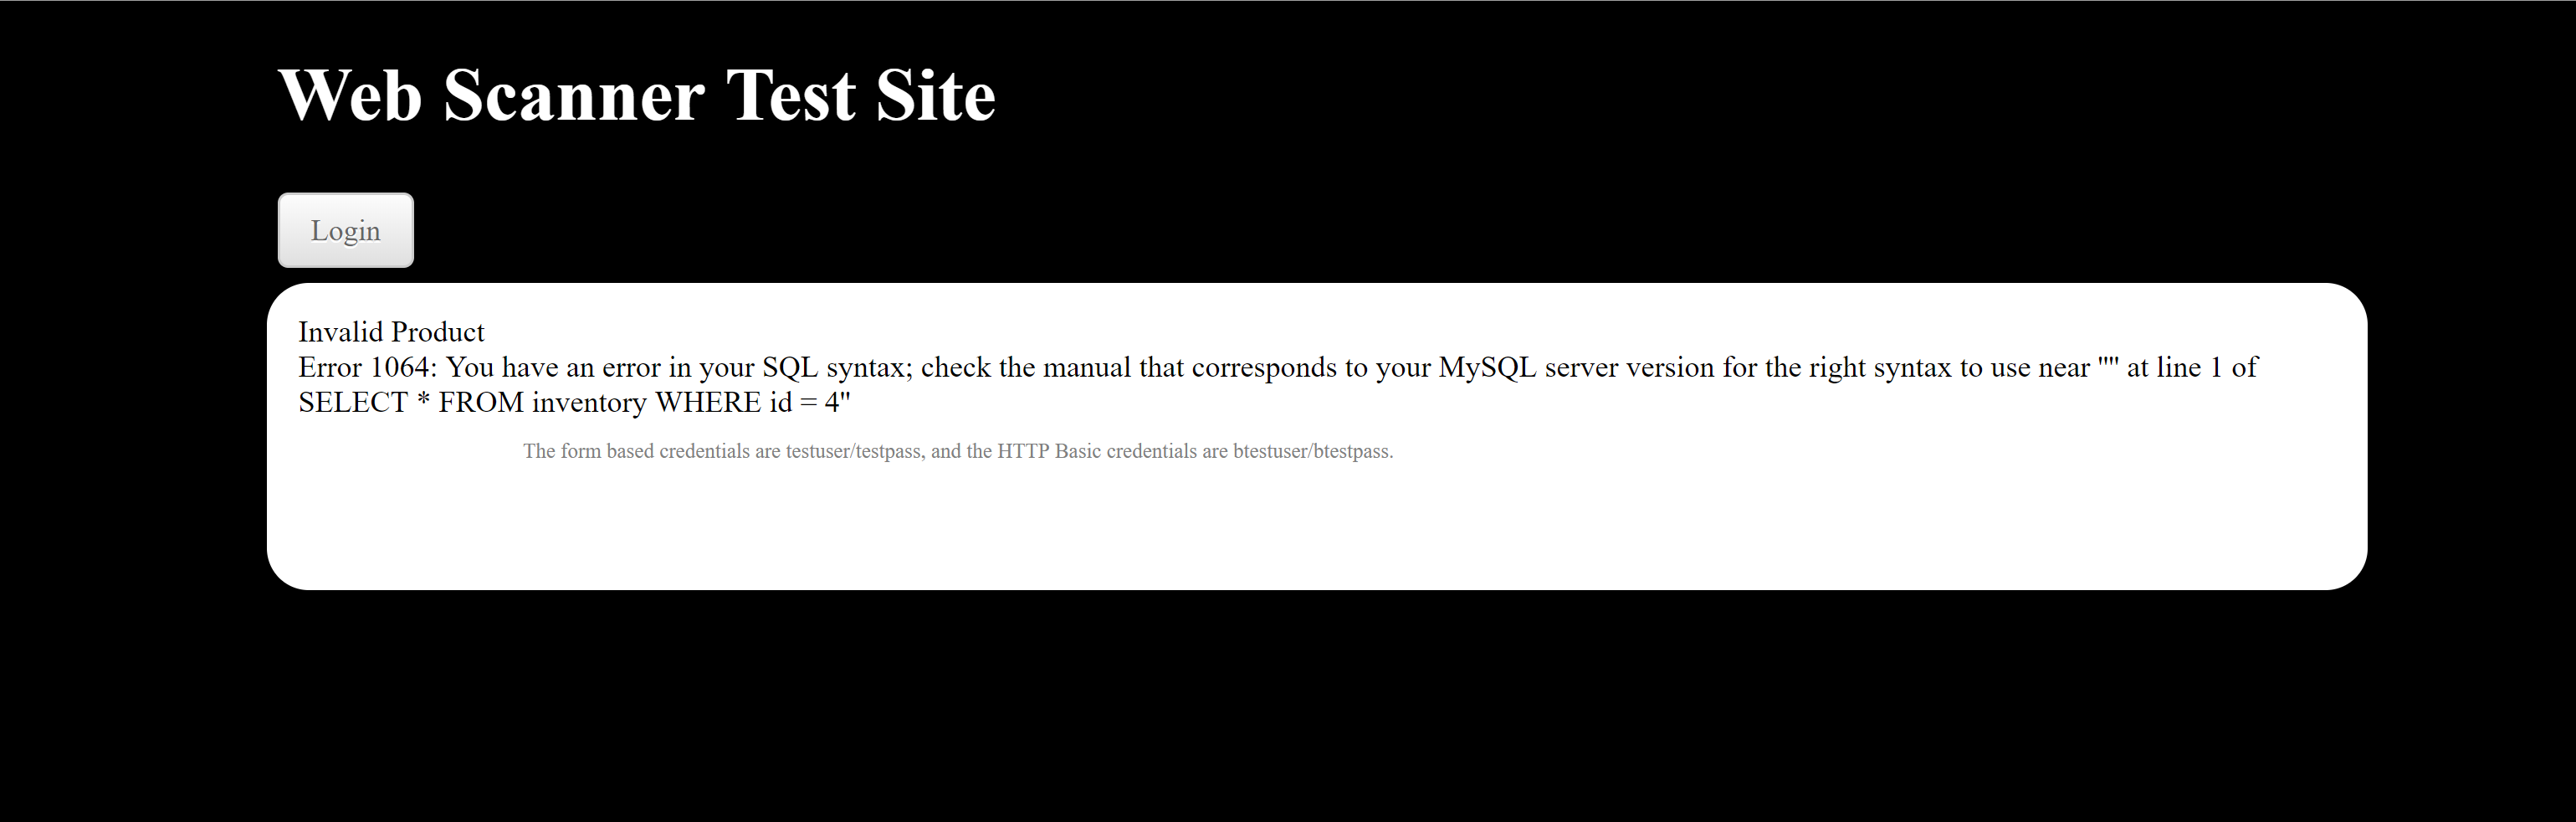 Web Scanner Test Site
Login
Invalid Product
Error 1064: You have an error in your SQL syntax; check the manual that corresponds to your MySQL server version for the right syntax to use near '"' at line 1 of
SELECT * FROM inventory WHERE id = 4"
The form based credentials are testuser/testpass, and the HTTP Basic credentials are btestuser/btestpass.